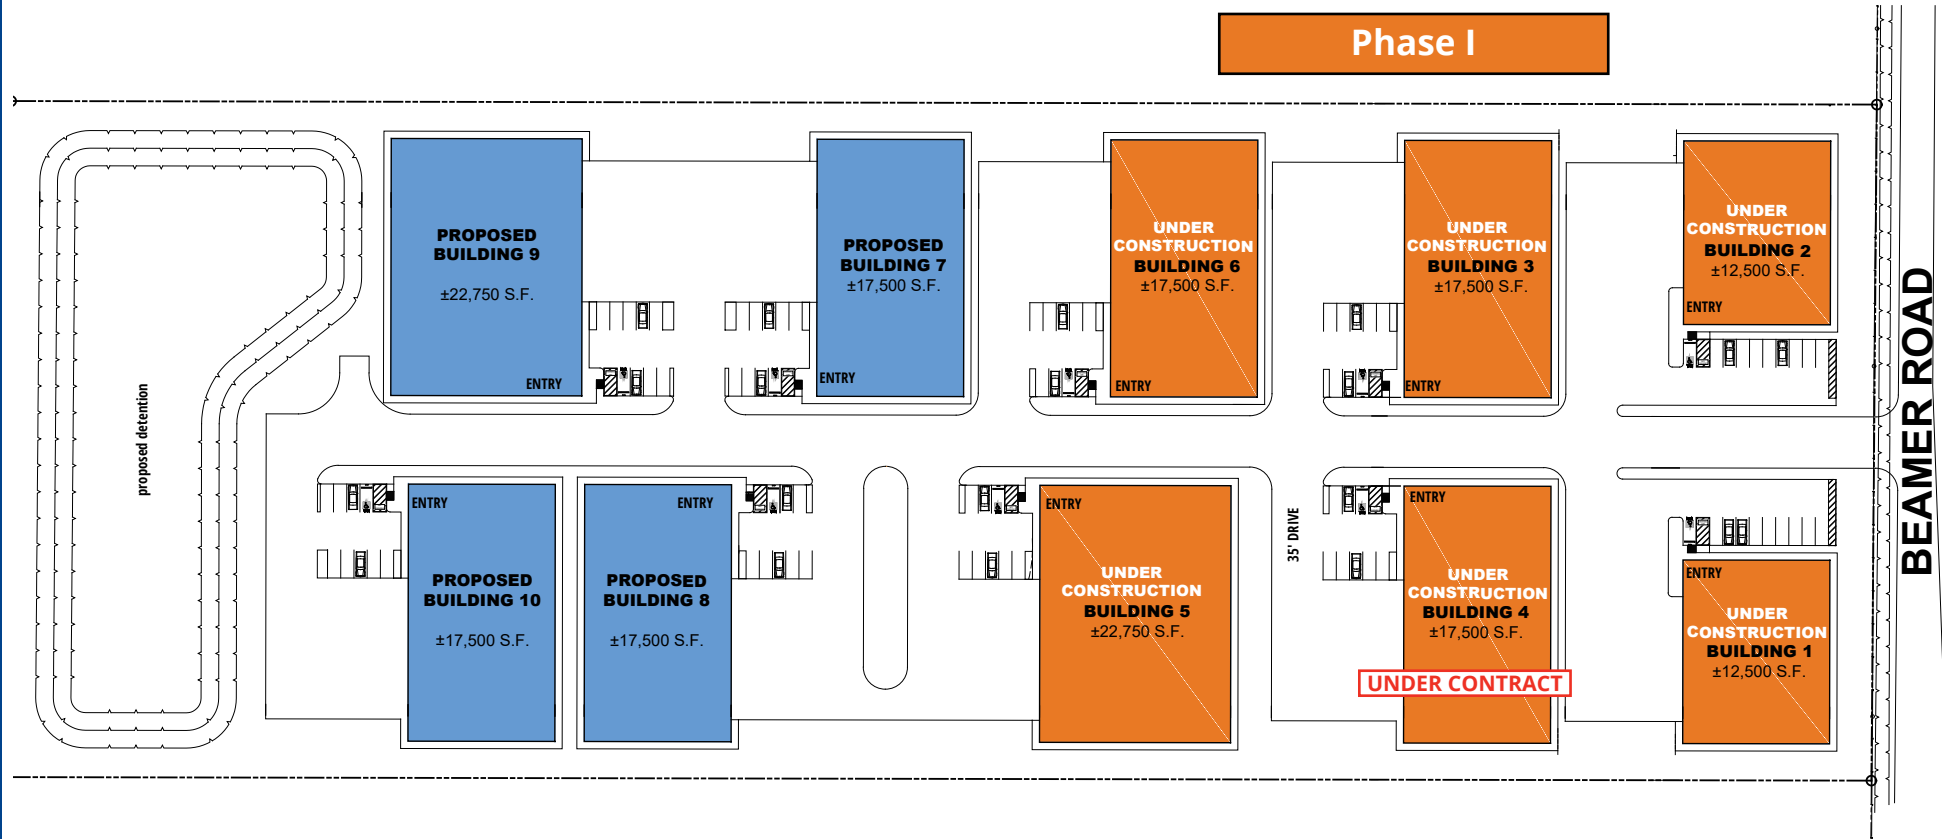 Phase I
PROPOSED
BUILDING 9
±22,750 S.F.
ENTRY
PROPOSED
BUILDING 7
±17,500 S.F.
ENTRY
UNDER
CONSTRUCTION
BUILDING 6
±17,500 S.F.
ENTRY
UNDER
CONSTRUCTION
BUILDING 3
±17,500 S.F.
ENTRY
UNDER
CONSTRUCTION
BUILDING 2
±12,500 S.F.
ENTRY
BEAMER ROAD
proposed detention
ENTRY
PROPOSED
BUILDING 10
±17,500 S.F.
ENTRY
PROPOSED
BUILDING 8
±17,500 S.F.
ENTRY
UNDER
CONSTRUCTION
BUILDING 5
±22,750 S.F.
35' DRIVE
ENTRY
UNDER
CONSTRUCTION
BUILDING 4
±17,500 S.F.
UNDER CONTRACT
ENTRY
UNDER
CONSTRUCTION
BUILDING 1
±12,500 S.F.